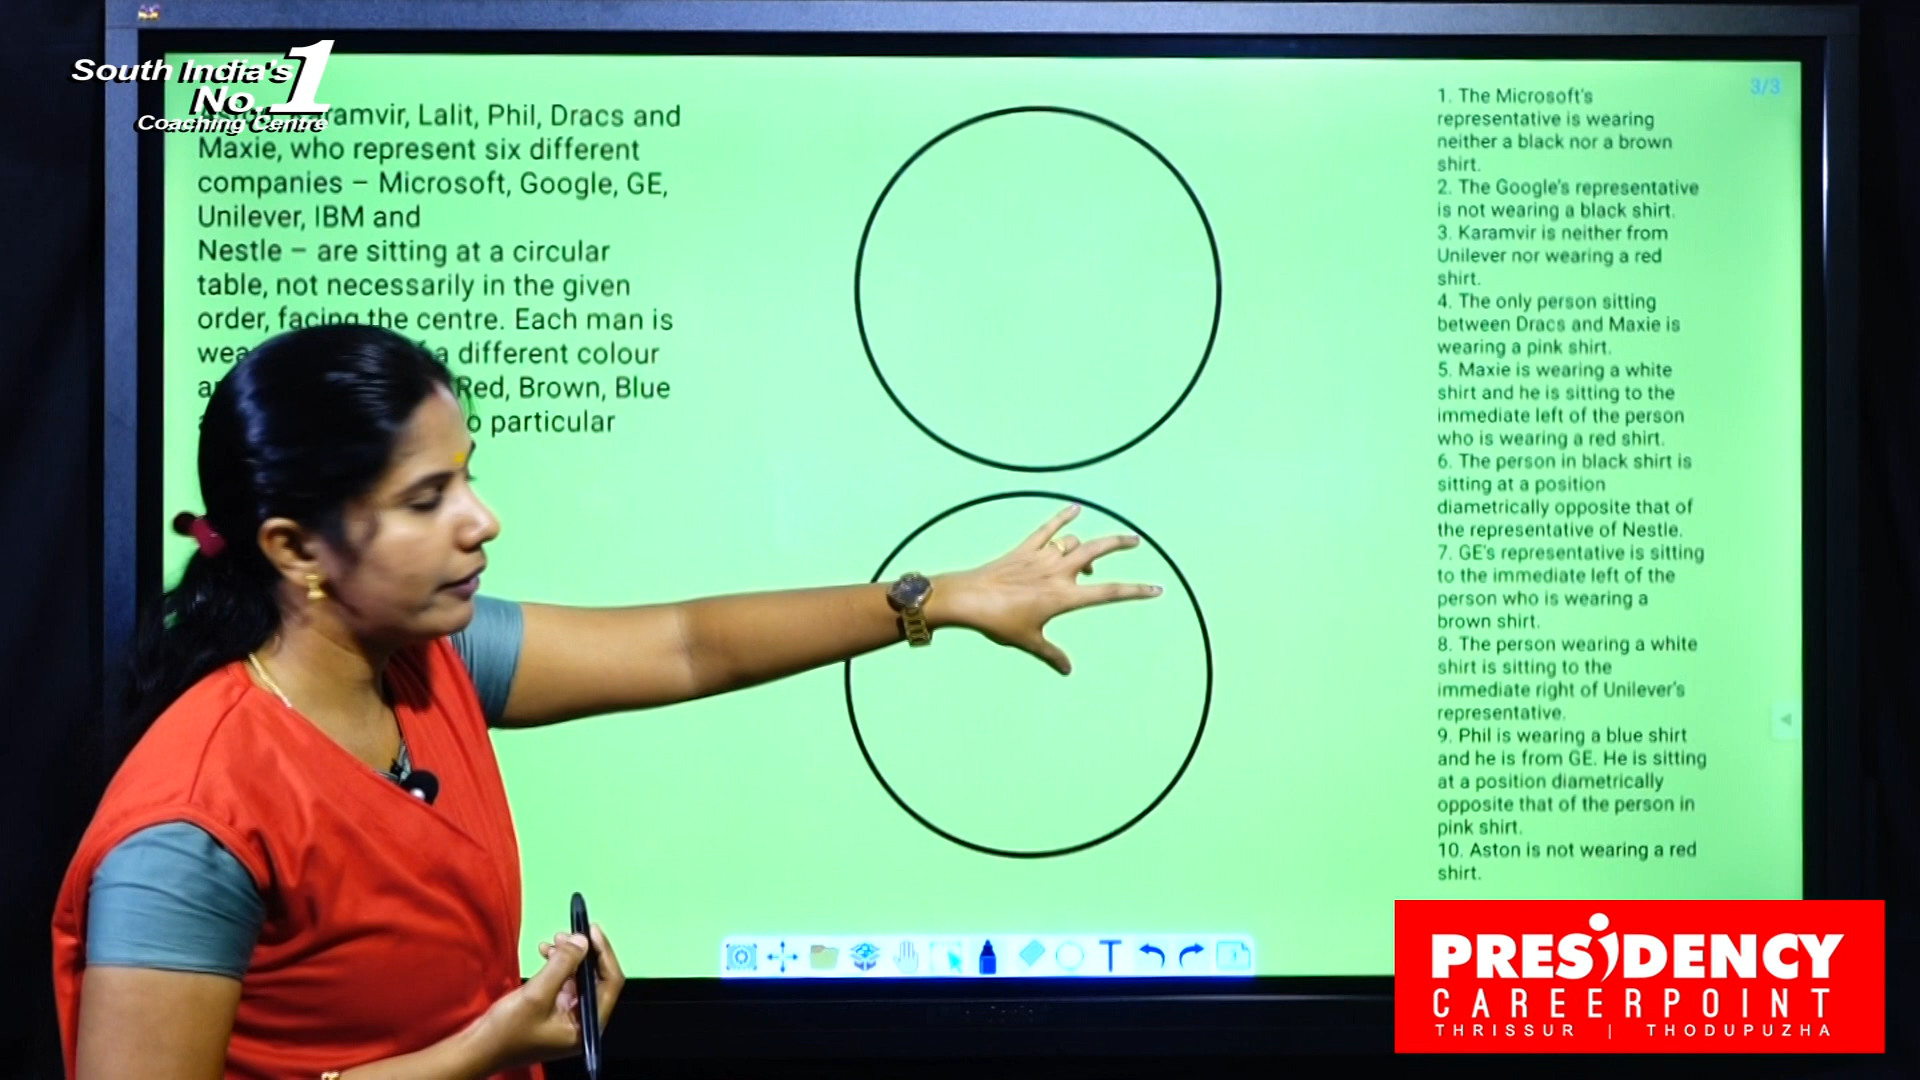 South India's
No.1
Coaching Centre
ramvir, Lalit, Phil, Dracs and
Maxie, who represent six different
companies – Microsoft, Google, GE,
Unilever, IBM and
Nestle – are sitting at a circular
table, not necessarily in the given
order, facing the centre. Each man is
a different colour
Red, Brown, Blue
particular
3/3
1. The Microsoft's
representative is wearing
neither a black nor a brown
shirt.
2. The Google's representative
is not wearing a black shirt.
3. Karamvir is neither from
Unilever nor wearing a red
shirt.
4. The only person sitting
between Dracs and Maxie is
wearing a pink shirt.
5. Maxie is wearing a white
shirt and he is sitting to the
immediate left of the person
who is wearing a red shirt.
6. The person in black shirt is
sitting at a position
diametrically opposite that of
the representative of Nestle.
7. GE's representative is sitting
to the immediate left of the
person who is wearing a
brown shirt.
8. The person wearing a white
shirt is sitting to the
immediate right of Unilever's
representative.
9. Phil is wearing a blue shirt
and he is from GE. He is sitting
at a position diametrically
opposite that of the person in
pink shirt.
10. Aston is not wearing a red
shirt.
PRESiDENCY
CAREERPOINT
THRISSUR | THODUPUZHA